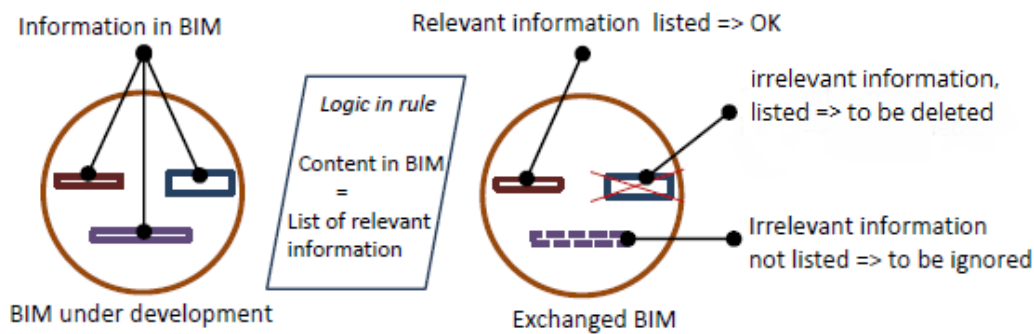 Information in BIM
Relevant information listed => OK
Logic in rule
Content in BIM
=
List of relevant
information
irrelevant information,
listed => to be deleted
Irrelevant information
not listed => to be ignored
BIM under development
Exchanged BIM